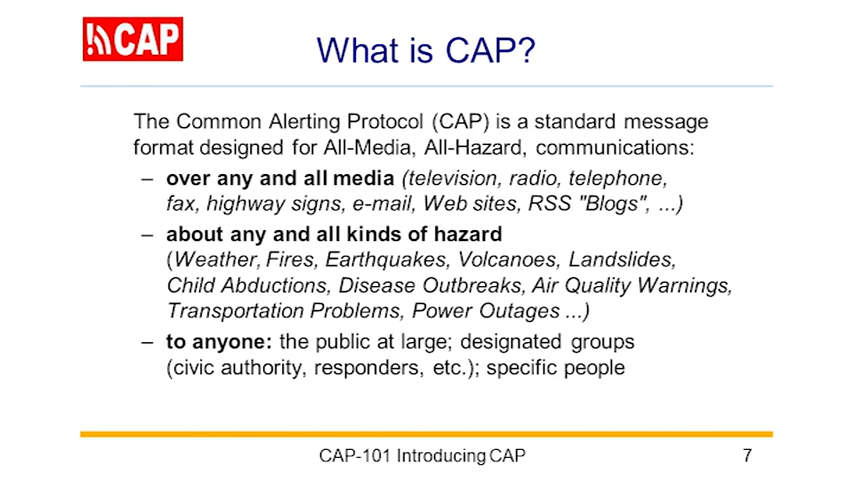 CAP
What is CAP?
The Common Alerting Protocol (CAP) is a standard message
format designed for All-Media, All-Hazard, communications:
– over any and all media (television, radio, telephone,
fax, highway signs, e-mail, Web sites, RSS "Blogs", ...)
– about any and all kinds of hazard
(Weather, Fires, Earthquakes, Volcanoes, Landslides,
Child Abductions, Disease Outbreaks, Air Quality Warnings,
Transportation Problems, Power Outages ...)
– to anyone: the public at large; designated groups
(civic authority, responders, etc.); specific people
CAP-101 Introducing CAP
7